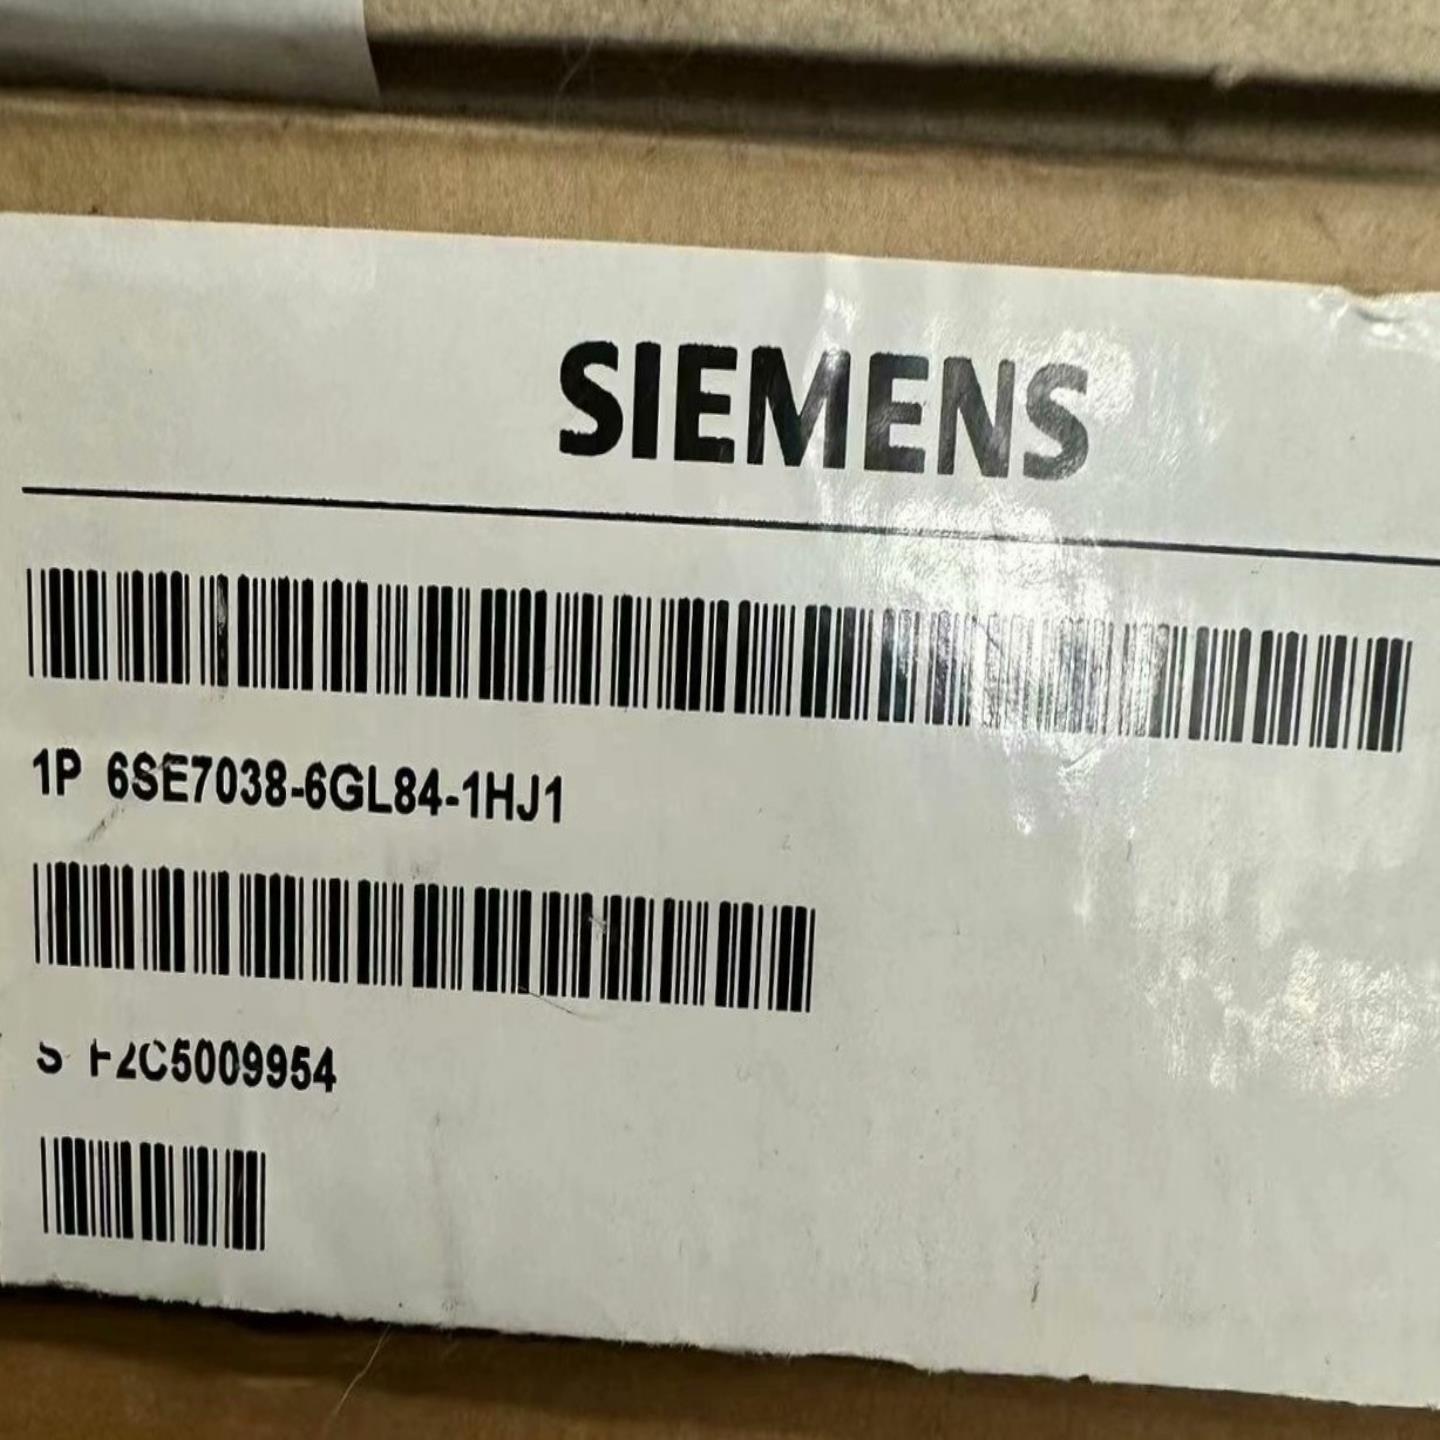 SIEMENS
1P 6SE7038-6GL84-1HJ1
S F2C5009954